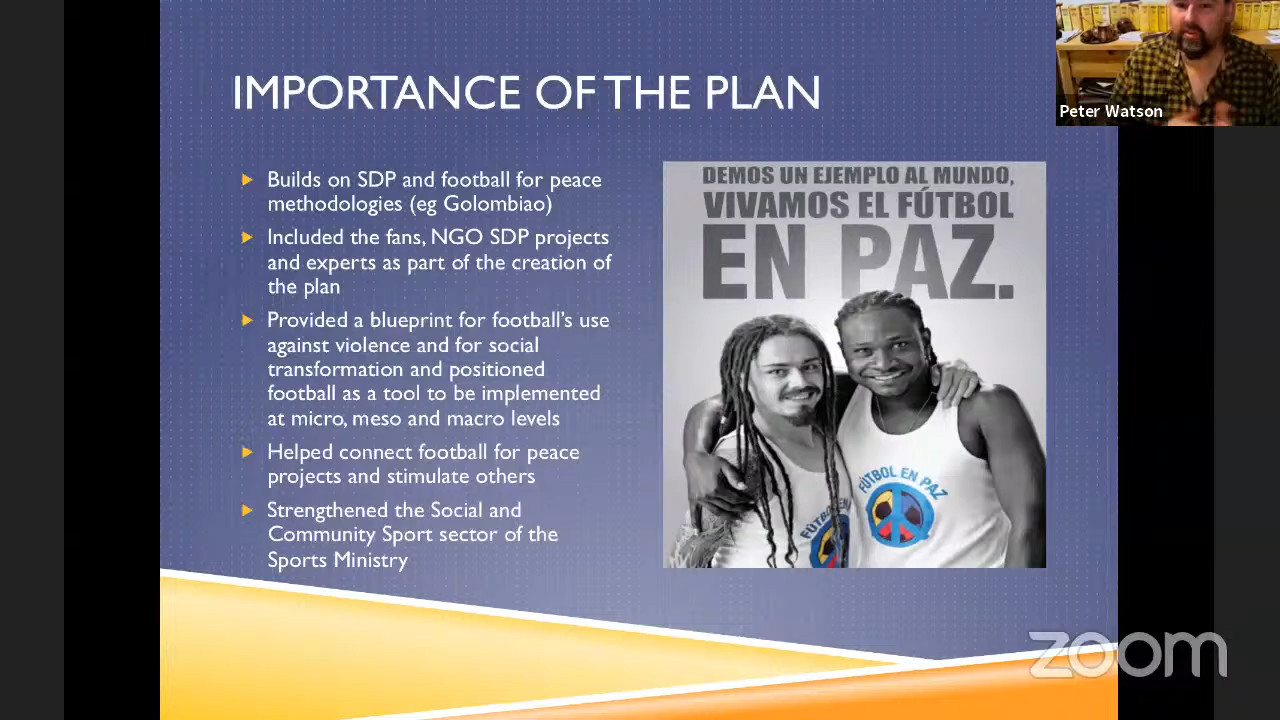 IMPORTANCE OF THE PLAN
Peter Watson
Builds on SDP and football for peace
methodologies (eg Golombiao)
Included the fans, NGO SDP projects
and experts as part of the creation of
the plan
Provided a blueprint for football's use
against violence and for social
transformation and positioned
football as a tool to be implemented
at micro, meso and macro levels
Helped connect football for peace
projects and stimulate others
Strengthened the Social and
Community Sport sector of the
Sports Ministry
DEMOS UN EJEMPLO AL MUNDO,
VIVAMOS EL FÚTBOL
EN PAZ.
FÚTBOL EN PAZ
zoom